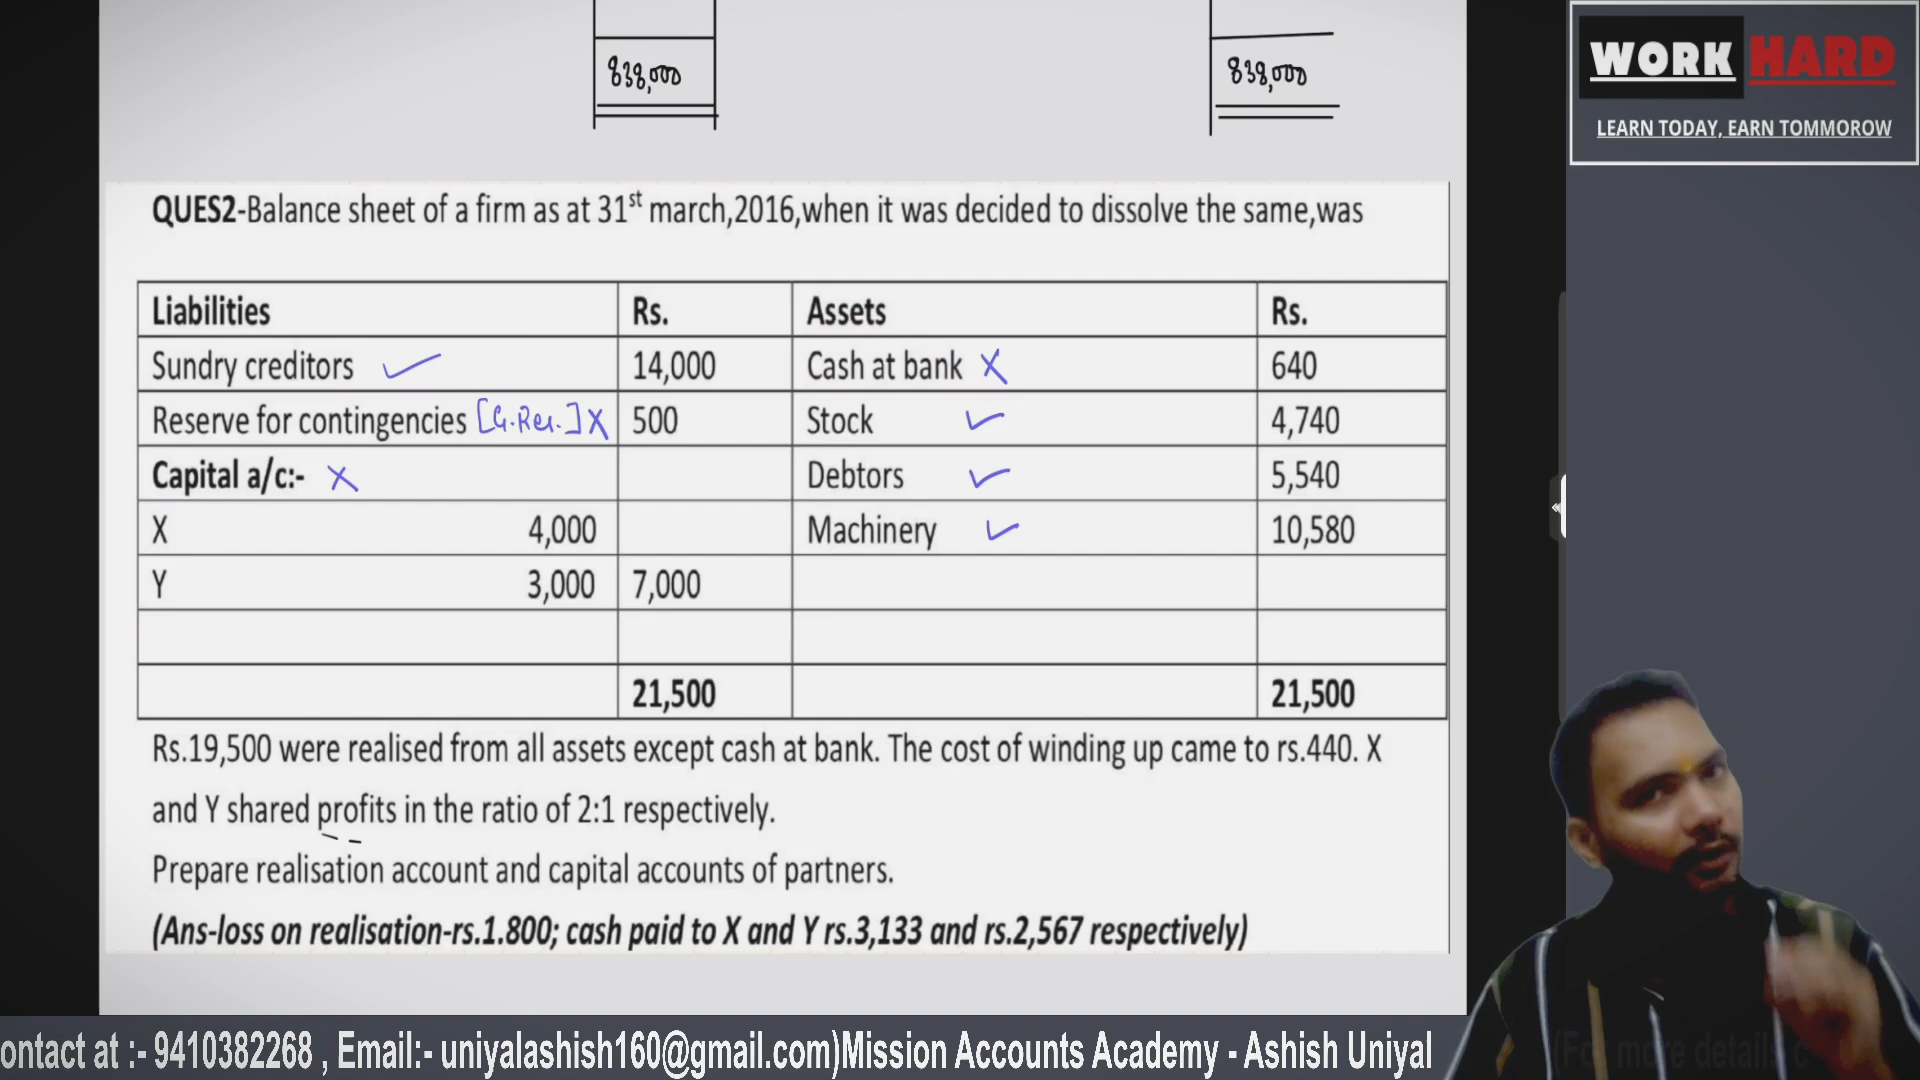 838,000 838,000
WORK HARD
LEARN TODAY, EARN TOMMOROW
QUES2-Balance sheet of a firm as at 31st march,2016,when it was decided to dissolve the same,was
Liabilities Rs. Assets Rs.
Sundry creditors 14,000 Cash at bank X 640
Reserve for contingencies [G.Res.] X 500 Stock 4,740
Capital a/c:- X Debtors 5,540
X 4,000 Machinery 10,580
Y 3,000 7,000
21,500 21,500
Rs.19,500 were realised from all assets except cash at bank. The cost of winding up came to rs.440. X
and Y shared profits in the ratio of 2:1 respectively.
Prepare realisation account and capital accounts of partners.
(Ans-loss on realisation-rs.1.800; cash paid to X and Y rs.3,133 and rs.2,567 respectively)
ontact at :- 9410382268 , Email:- uniyalashish160@gmail.com)Mission Accounts Academy - Ashish Uniyal (For more details c